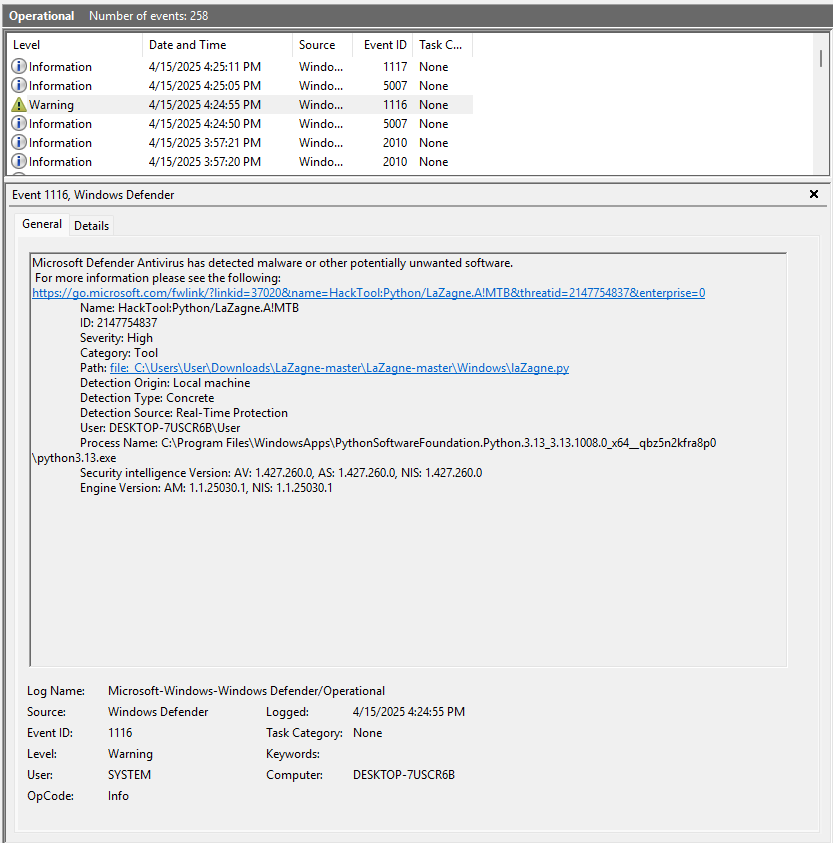 Operational Number of events: 258
Level Date and Time Source Event ID Task C...
Information 4/15/2025 4:25:11 PM Windo... 1117 None
Information 4/15/2025 4:25:05 PM Windo... 5007 None
Warning 4/15/2025 4:24:55 PM Windo... 1116 None
Information 4/15/2025 4:24:50 PM Windo... 5007 None
Information 4/15/2025 3:57:21 PM Windo... 2010 None
Information 4/15/2025 3:57:20 PM Windo... 2010 None
Event 1116, Windows Defender
General Details
Microsoft Defender Antivirus has detected malware or other potentially unwanted software.
For more information please see the following:
https://go.microsoft.com/fwlink/?linkid=37020&name=HackTool:Python/LaZagne.A!MTB&threatid=2147754837&enterprise=0
Name: HackTool:Python/LaZagne.A!MTB
ID: 2147754837
Severity: High
Category: Tool
Path: file:_C:\Users\User\Downloads\LaZagne-master\LaZagne-master\Windows\laZagne.py
Detection Origin: Local machine
Detection Type: Concrete
Detection Source: Real-Time Protection
User: DESKTOP-7USCR6B\User
Process Name: C:\Program Files\WindowsApps\PythonSoftwareFoundation.Python.3.13_3.13.1008.0_x64__qbz5n2kfra8p0
\python3.13.exe
Security intelligence Version: AV: 1.427.260.0, AS: 1.427.260.0, NIS: 1.427.260.0
Engine Version: AM: 1.1.25030.1, NIS: 1.1.25030.1
Log Name: Microsoft-Windows-Windows Defender/Operational
Source: Windows Defender Logged: 4/15/2025 4:24:55 PM
Event ID: 1116 Task Category: None
Level: Warning Keywords:
User: SYSTEM Computer: DESKTOP-7USCR6B
OpCode: Info